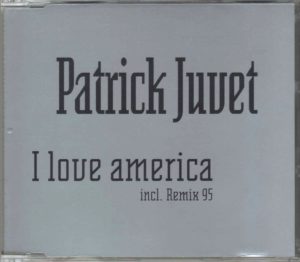 Patrick Juvet
I love america
incl. Remix 95